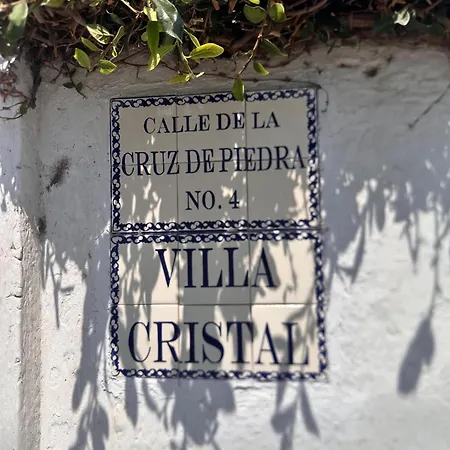 CALLE DE LA
CRUZ DE PIEDRA
NO. 4
VILLA
CRISTAL